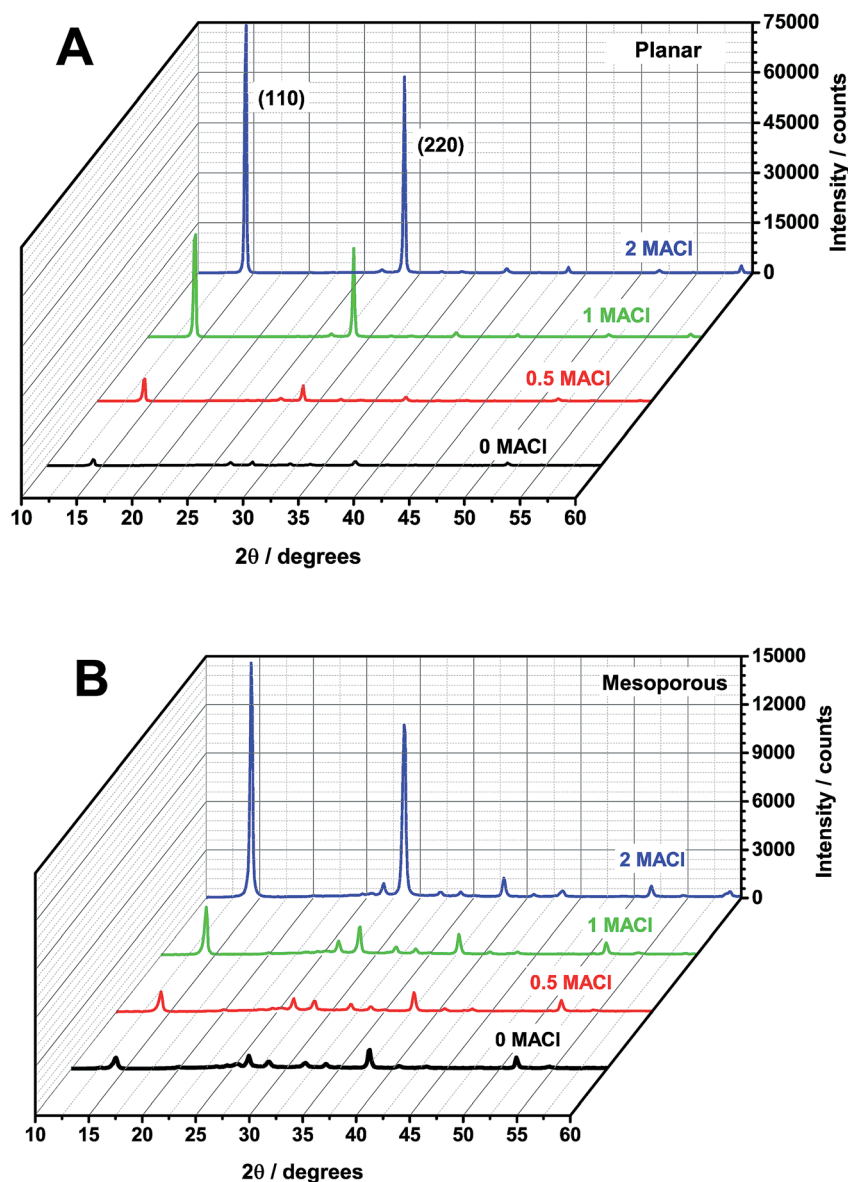 A
Planar
75000
60000
45000
30000
15000
0
Intensity / counts
(110)
(220)
2 MACl
1 MACl
0.5 MACl
0 MACl
10 15 20 25 30 35 40 45 50 55 60
2θ / degrees
B
Mesoporous
15000
12000
9000
6000
3000
0
Intensity / counts
2 MACl
1 MACl
0.5 MACl
0 MACl
10 15 20 25 30 35 40 45 50 55 60
2θ / degrees